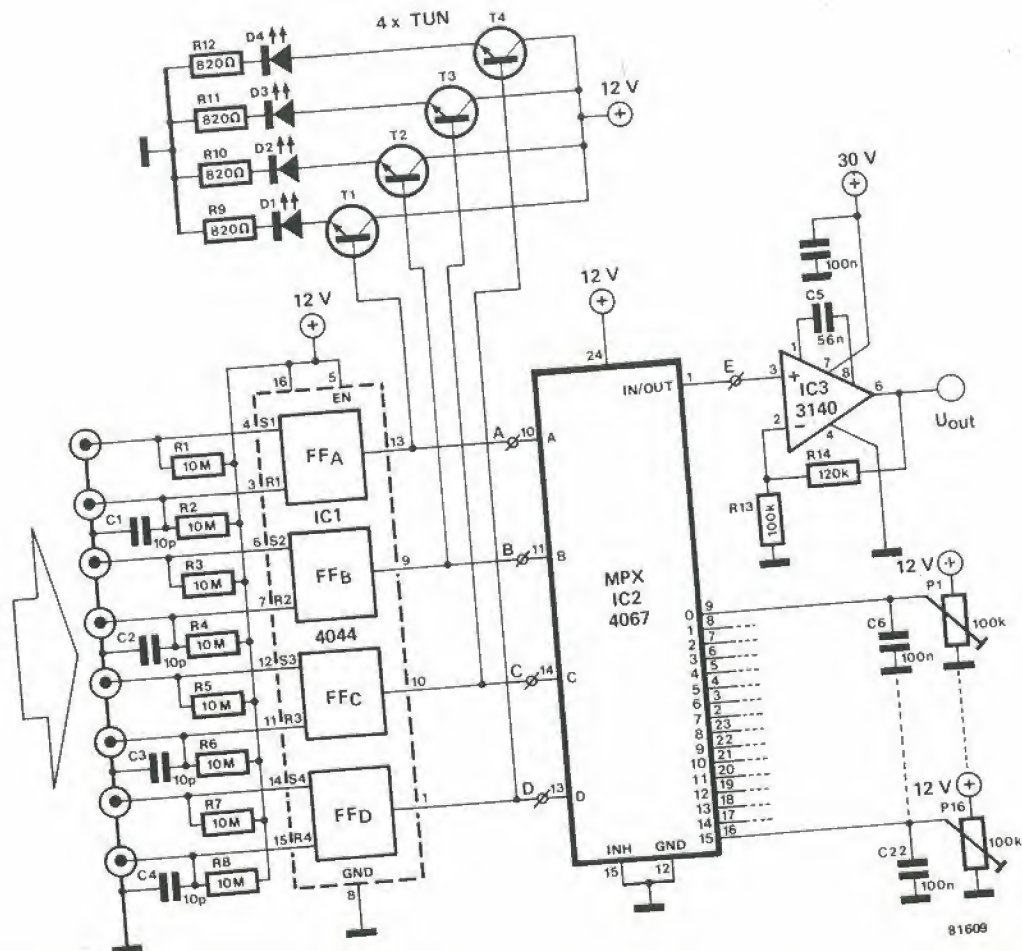 4 x TUN
T4
D4
R12
820Ω
T3
D3
R11
820Ω
12 V
T2
D2
R10
820Ω
T1
D1
R9
820Ω
30 V
100n
C5
56n
12 V
12 V
16
5
EN
24
IN/OUT
1
E
3
1
7
8
6
+
IC3
3140
2
−
4
Uout
R14
120k
R13
100k
4
S1
FFA
13
A
10
A
R1
10M
3
R1
R2
10M
C1
10p
IC1
6
S2
FFB
9
B
11
B
R3
10M
7
R2
R4
10M
C2
10p
4044
MPX
IC2
4067
12 V
P1
100k
C6
100n
0 9
1 8
2 7
3 6
4 5
5 4
6 3
7 2
8 23
9 22
10 21
11 20
12 19
13 18
14 17
15 16
12
S3
FFC
10
C
14
C
R5
10M
11
R3
R6
10M
C3
10p
14
S4
FFD
1
D
13
D
R7
10M
15
R4
R8
10M
C4
10p
GND
8
INH
GND
15
12
12 V
P16
100k
C22
100n
81609